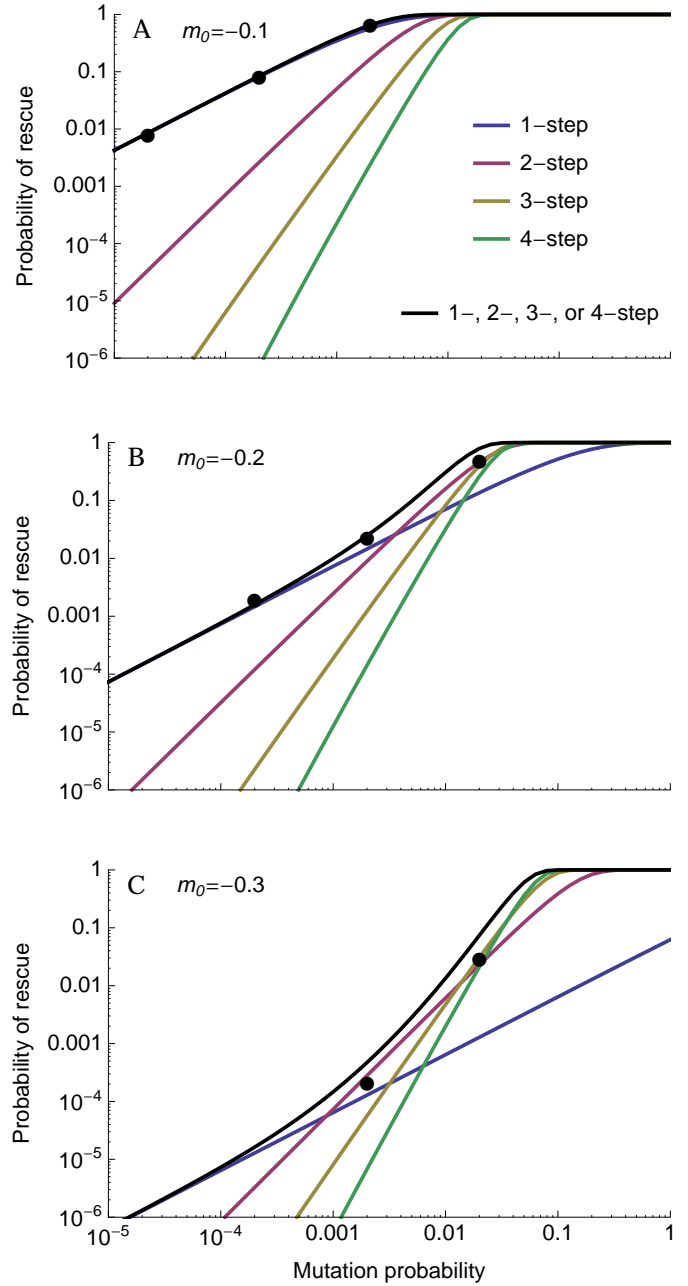 A m0=−0.1
1
0.1
0.01
0.001
10−4
10−5
10−6
Probability of rescue
1−step
2−step
3−step
4−step
1−, 2−, 3−, or 4−step
B m0=−0.2
1
0.1
0.01
0.001
10−4
10−5
10−6
Probability of rescue
C m0=−0.3
1
0.1
0.01
0.001
10−4
10−5
10−6
Probability of rescue
10−5 10−4 0.001 0.01 0.1 1
Mutation probability